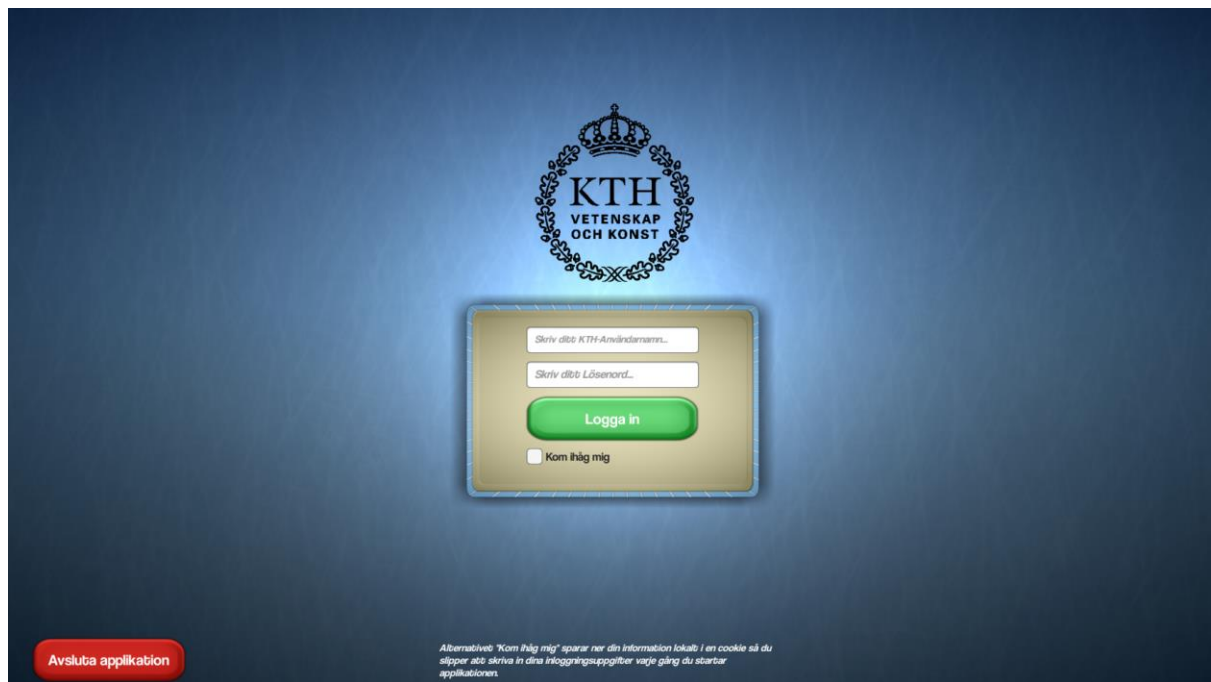 KTH
VETENSKAP
OCH KONST
Skriv ditt KTH-Användarnamn...
Skriv ditt Lösenord...
Logga in
Kom ihåg mig
Avsluta applikation
Alternativet "Kom ihåg mig" sparar ner din information lokalt i en cookie så du
slipper att skriva in dina inloggningsuppgifter varje gång du startar
applikationen.